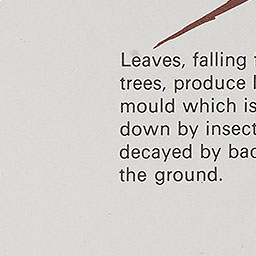 Leaves, falling
trees, produce
mould which is
down by insect
decayed by bac
the ground.